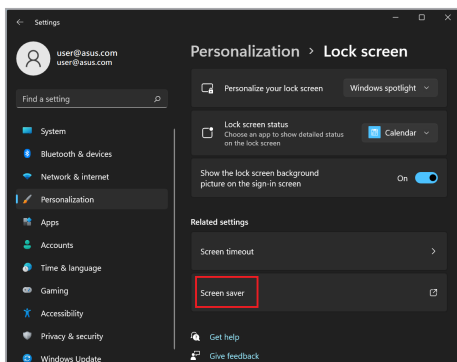 Settings
user@asus.com
user@asus.com
Find a setting
System
Bluetooth & devices
Network & internet
Personalization
Apps
Accounts
Time & language
Gaming
Accessibility
Privacy & security
Windows Update
Personalization > Lock screen
Personalize your lock screen
Windows spotlight
Lock screen status
Choose an app to show detailed status
on the lock screen
Calendar
Show the lock screen background
picture on the sign-in screen
On
Related settings
Screen timeout
Screen saver
Get help
Give feedback